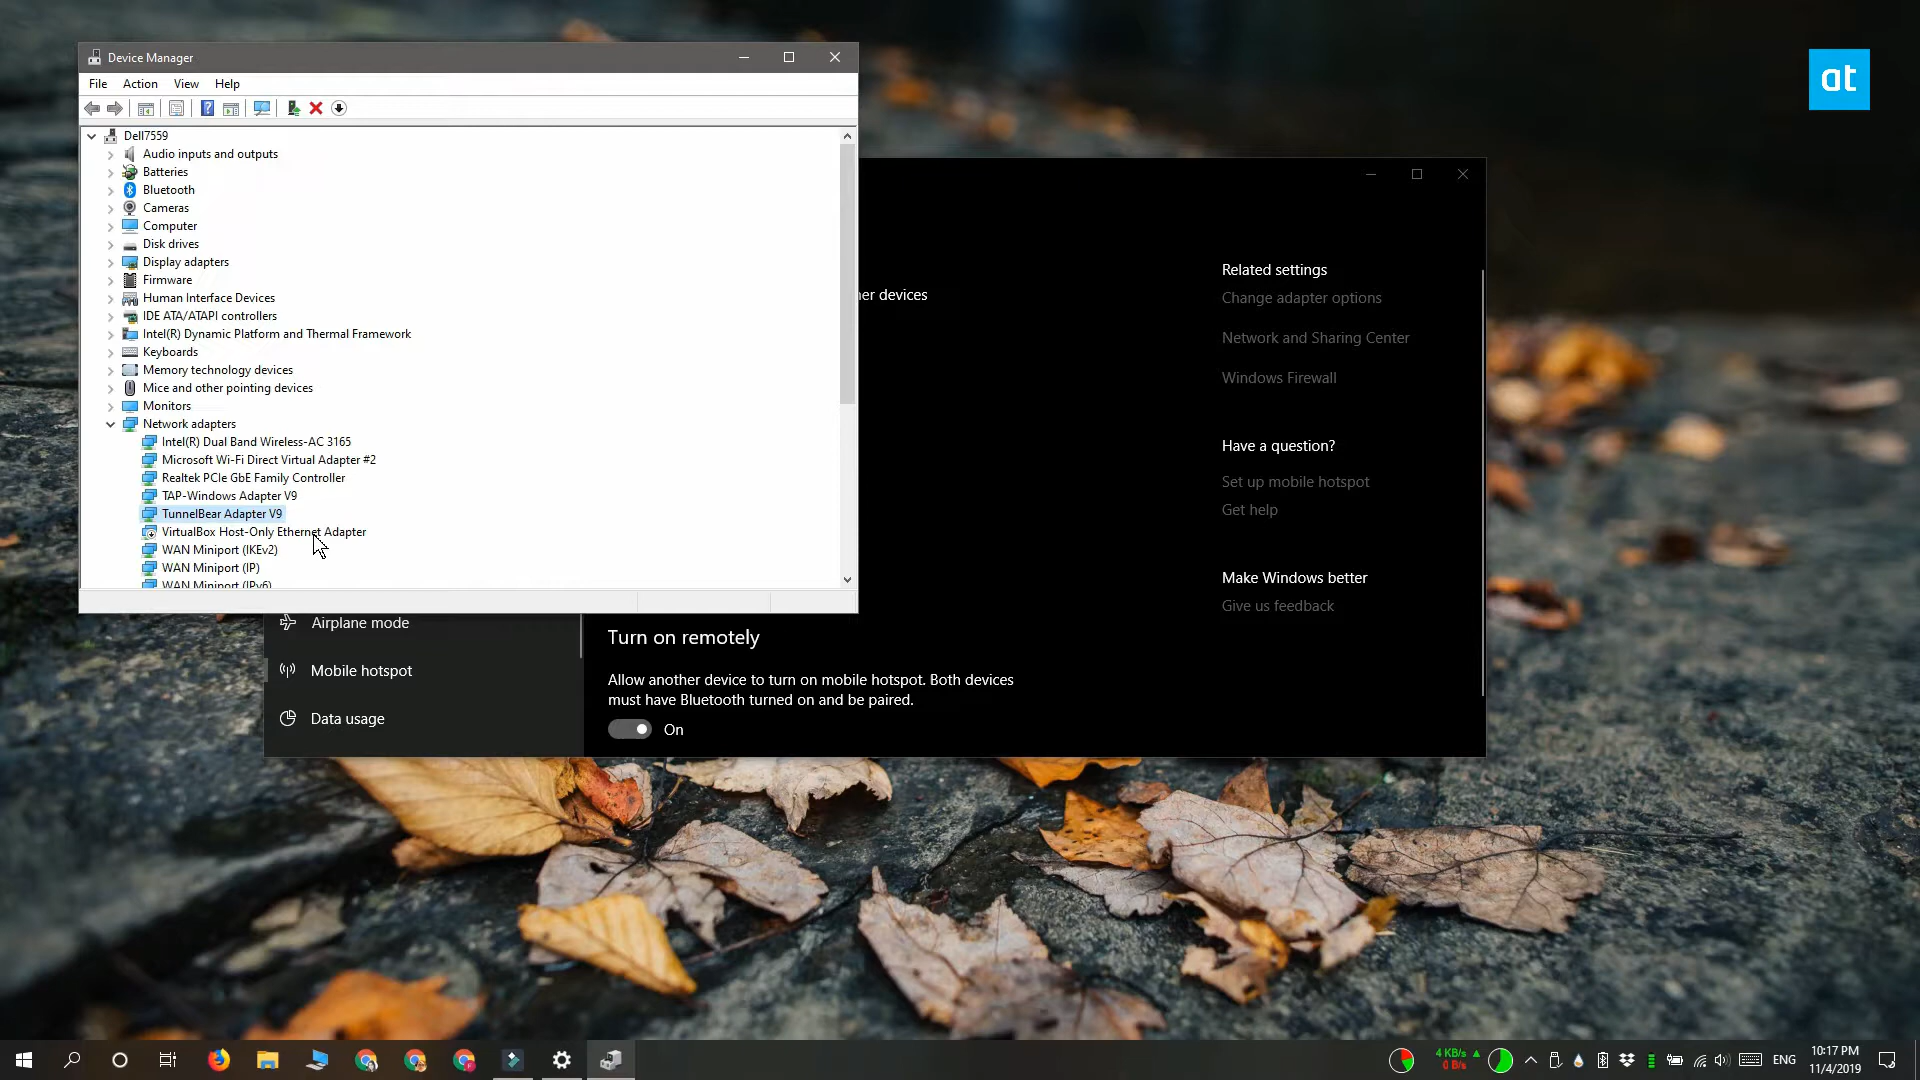 Device Manager
File Action View Help
Dell7559
Audio inputs and outputs
Batteries
Bluetooth
Cameras
Computer
Disk drives
Display adapters
Firmware
Human Interface Devices
IDE ATA/ATAPI controllers
Intel(R) Dynamic Platform and Thermal Framework
Keyboards
Memory technology devices
Mice and other pointing devices
Monitors
Network adapters
Intel(R) Dual Band Wireless-AC 3165
Microsoft Wi-Fi Direct Virtual Adapter #2
Realtek PCIe GbE Family Controller
TAP-Windows Adapter V9
TunnelBear Adapter V9
VirtualBox Host-Only Ethernet Adapter
WAN Miniport (IKEv2)
WAN Miniport (IP)
WAN Miniport (IPv6)
at
er devices
Related settings
Change adapter options
Network and Sharing Center
Windows Firewall
Have a question?
Set up mobile hotspot
Get help
Make Windows better
Give us feedback
Airplane mode
Mobile hotspot
Data usage
Turn on remotely
Allow another device to turn on mobile hotspot. Both devices
must have Bluetooth turned on and be paired.
On
4 KB/s
0 B/s
ENG
10:17 PM
11/4/2019